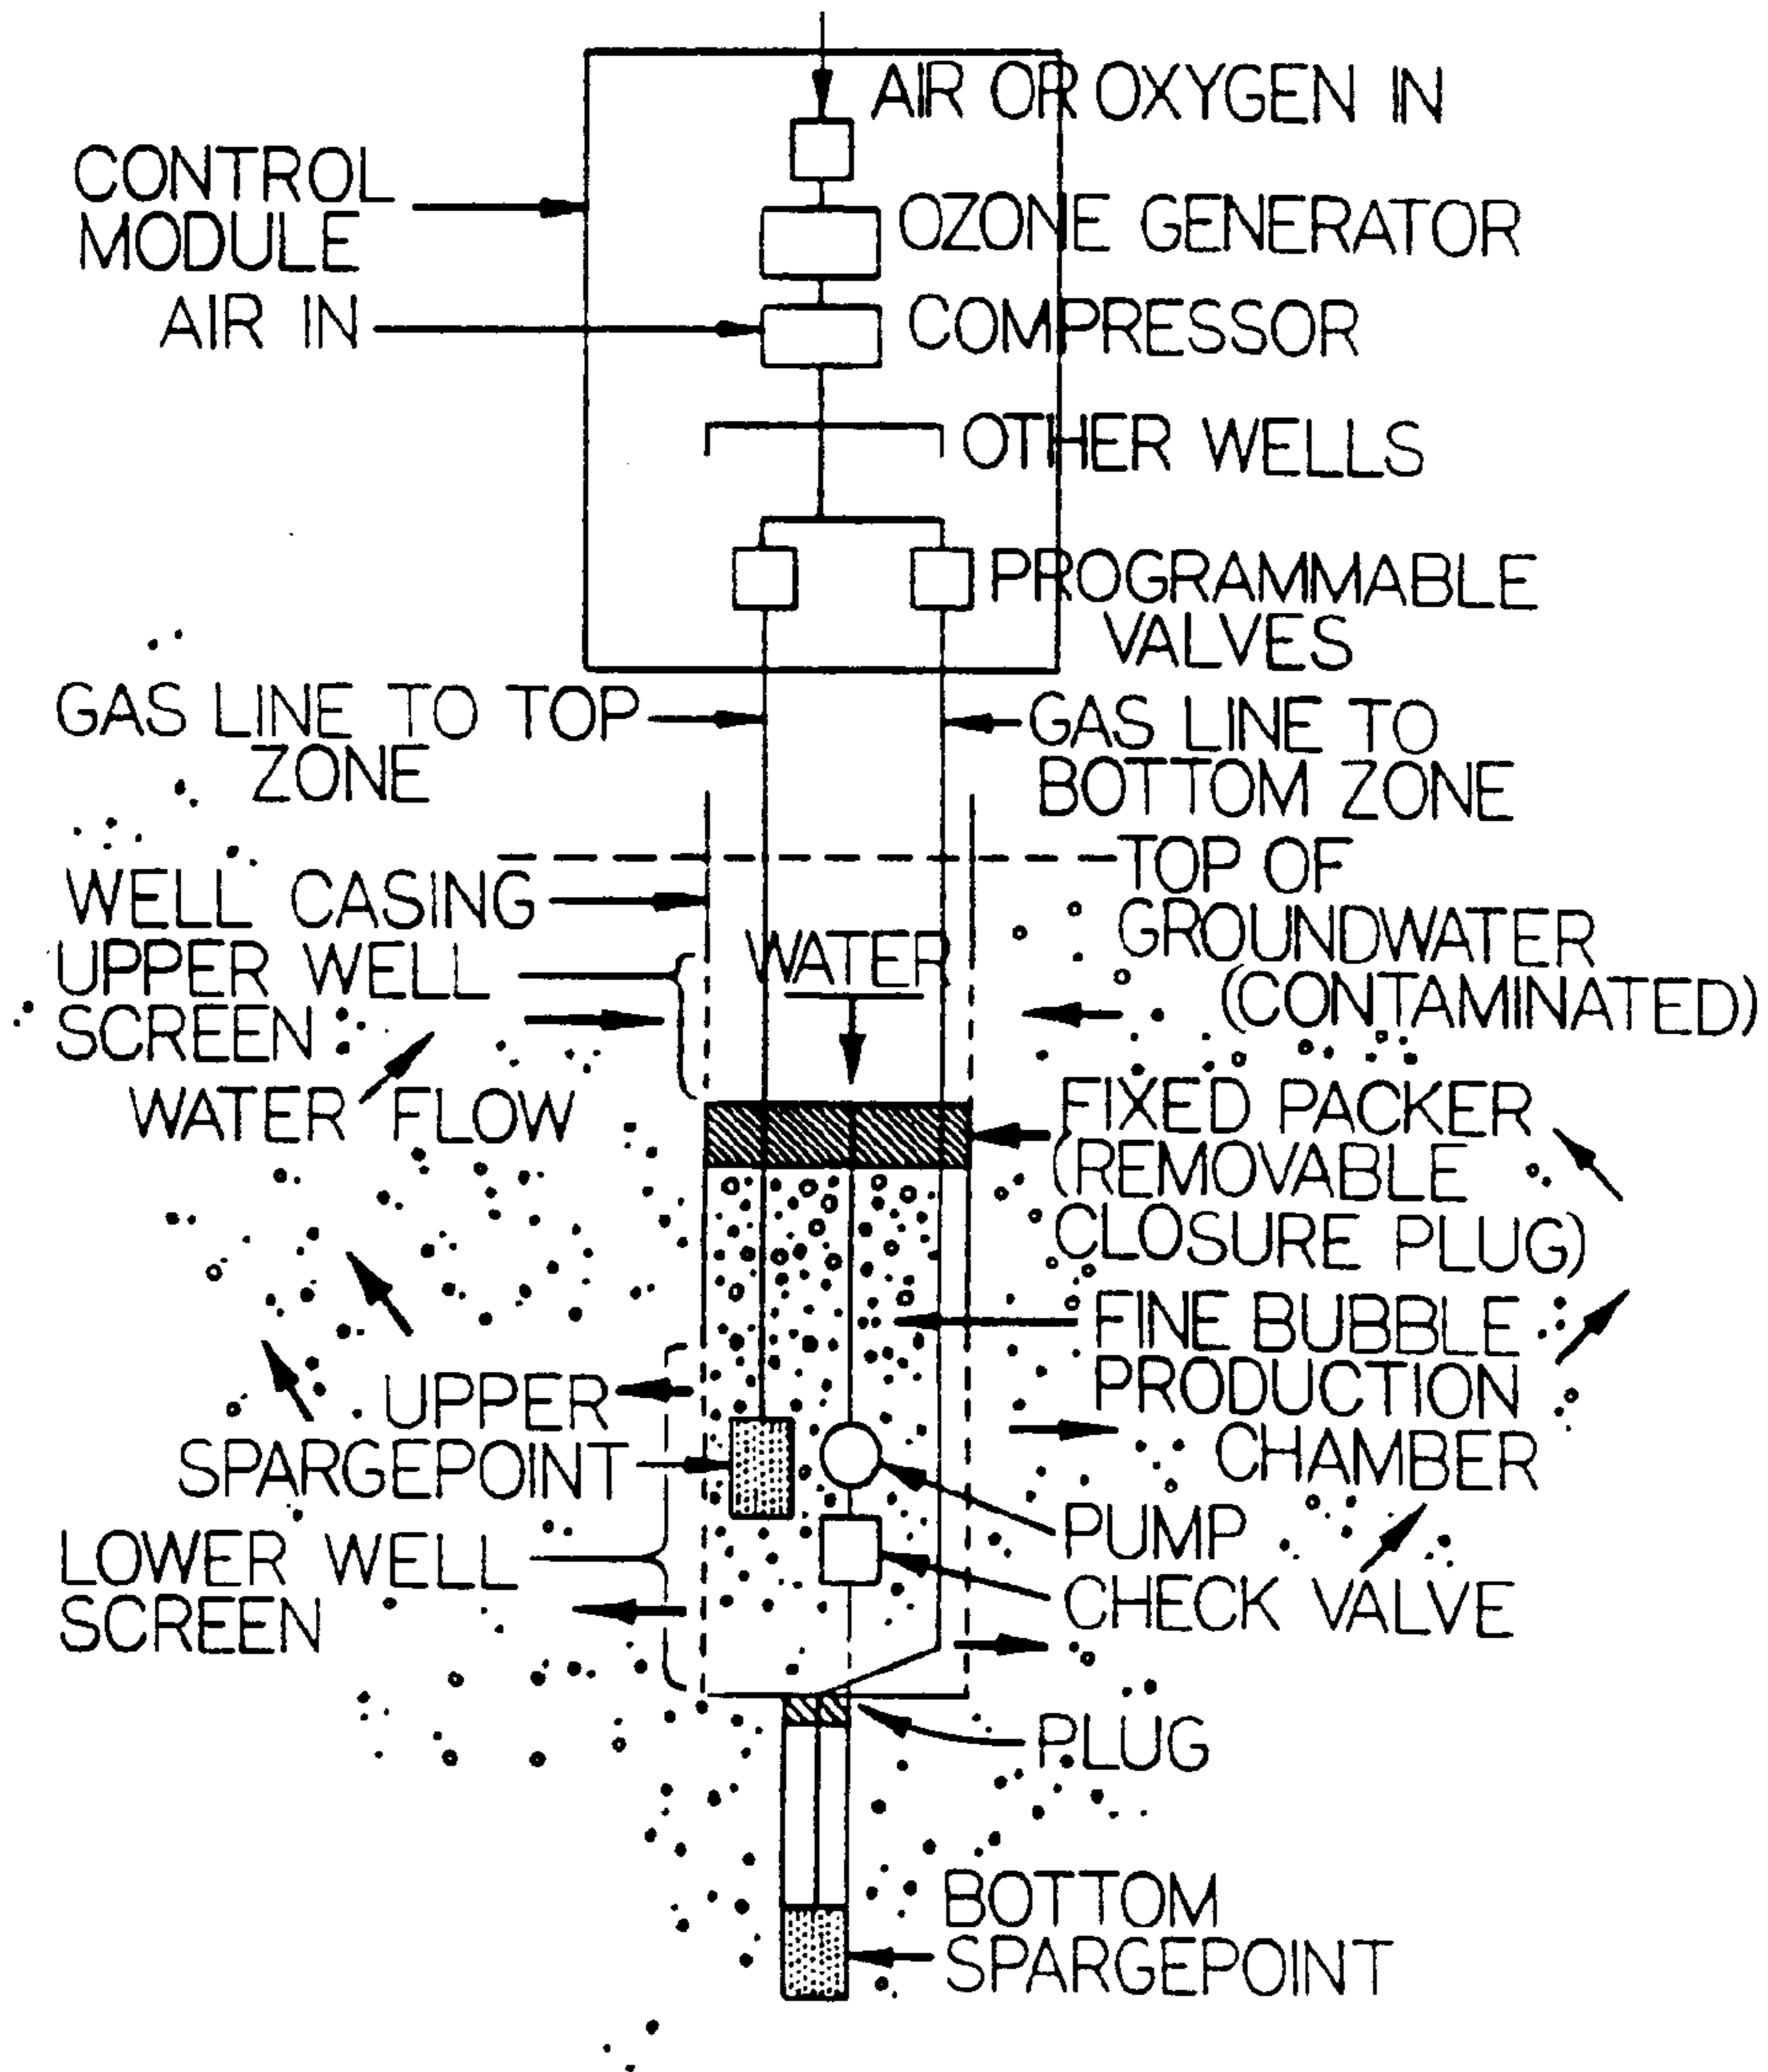 AIR OR OXYGEN IN
CONTROL
MODULE
OZONE GENERATOR
AIR IN
COMPRESSOR
OTHER WELLS
PROGRAMMABLE
VALVES
GAS LINE TO TOP
ZONE
GAS LINE TO
BOTTOM ZONE
TOP OF
GROUNDWATER
(CONTAMINATED)
WELL CASING
UPPER WELL
SCREEN
WATER
WATER FLOW
FIXED PACKER
(REMOVABLE
CLOSURE PLUG)
FINE BUBBLE
PRODUCTION
CHAMBER
UPPER
SPARGEPOINT
PUMP
LOWER WELL
SCREEN
CHECK VALVE
PLUG
BOTTOM
SPARGEPOINT